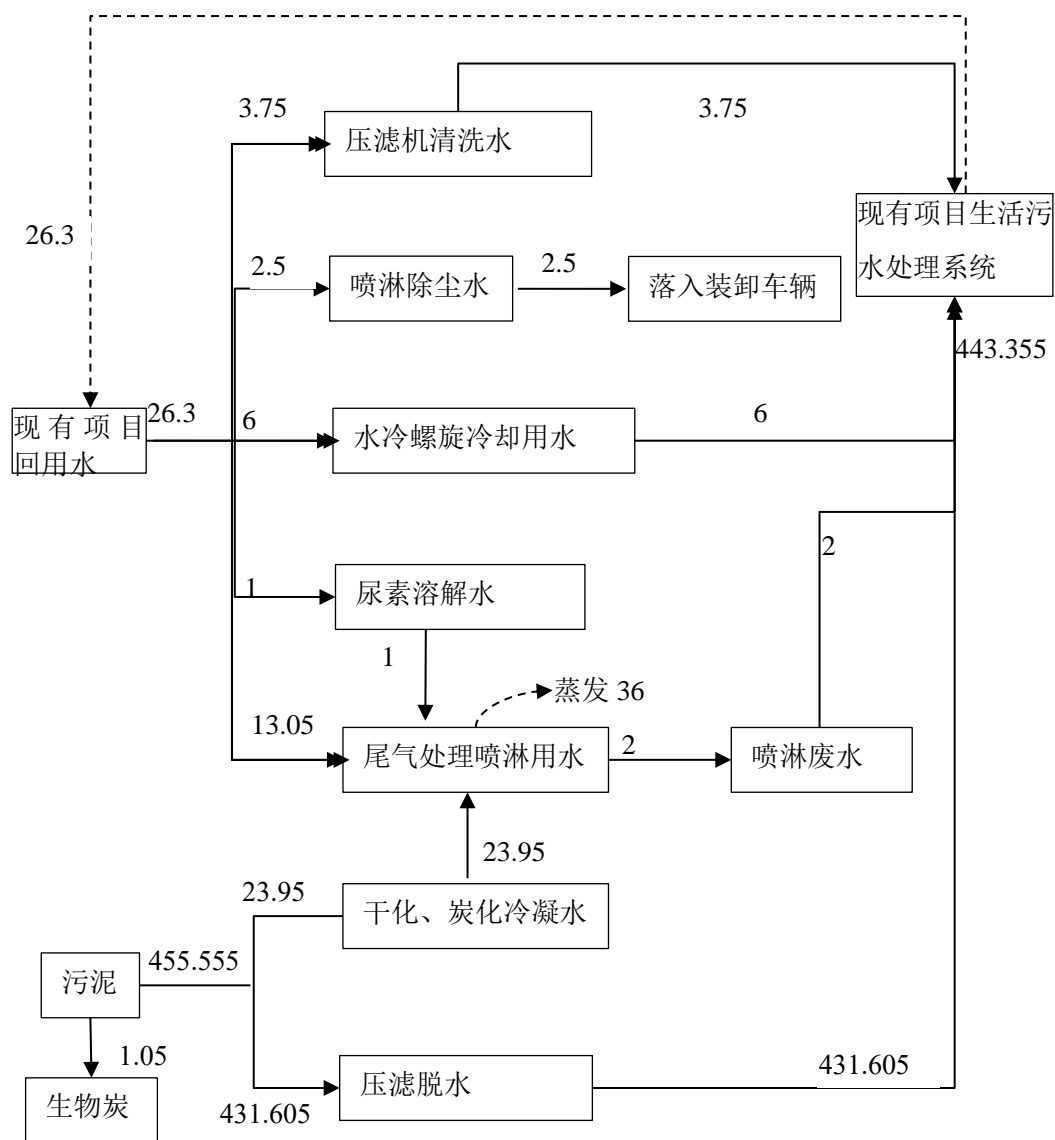 3.75
3.75
压滤机清洗水
现有项目生活污
水处理系统
26.3
2.5
喷淋除尘水
2.5
落入装卸车辆
443.355
现有项目
回用水
26.3
6
水冷螺旋冷却用水
6
2
1
尿素溶解水
1
蒸发 36
13.05
尾气处理喷淋用水
2
喷淋废水
23.95
23.95
干化、炭化冷凝水
455.555
污泥
1.05
生物炭
431.605
压滤脱水
431.605